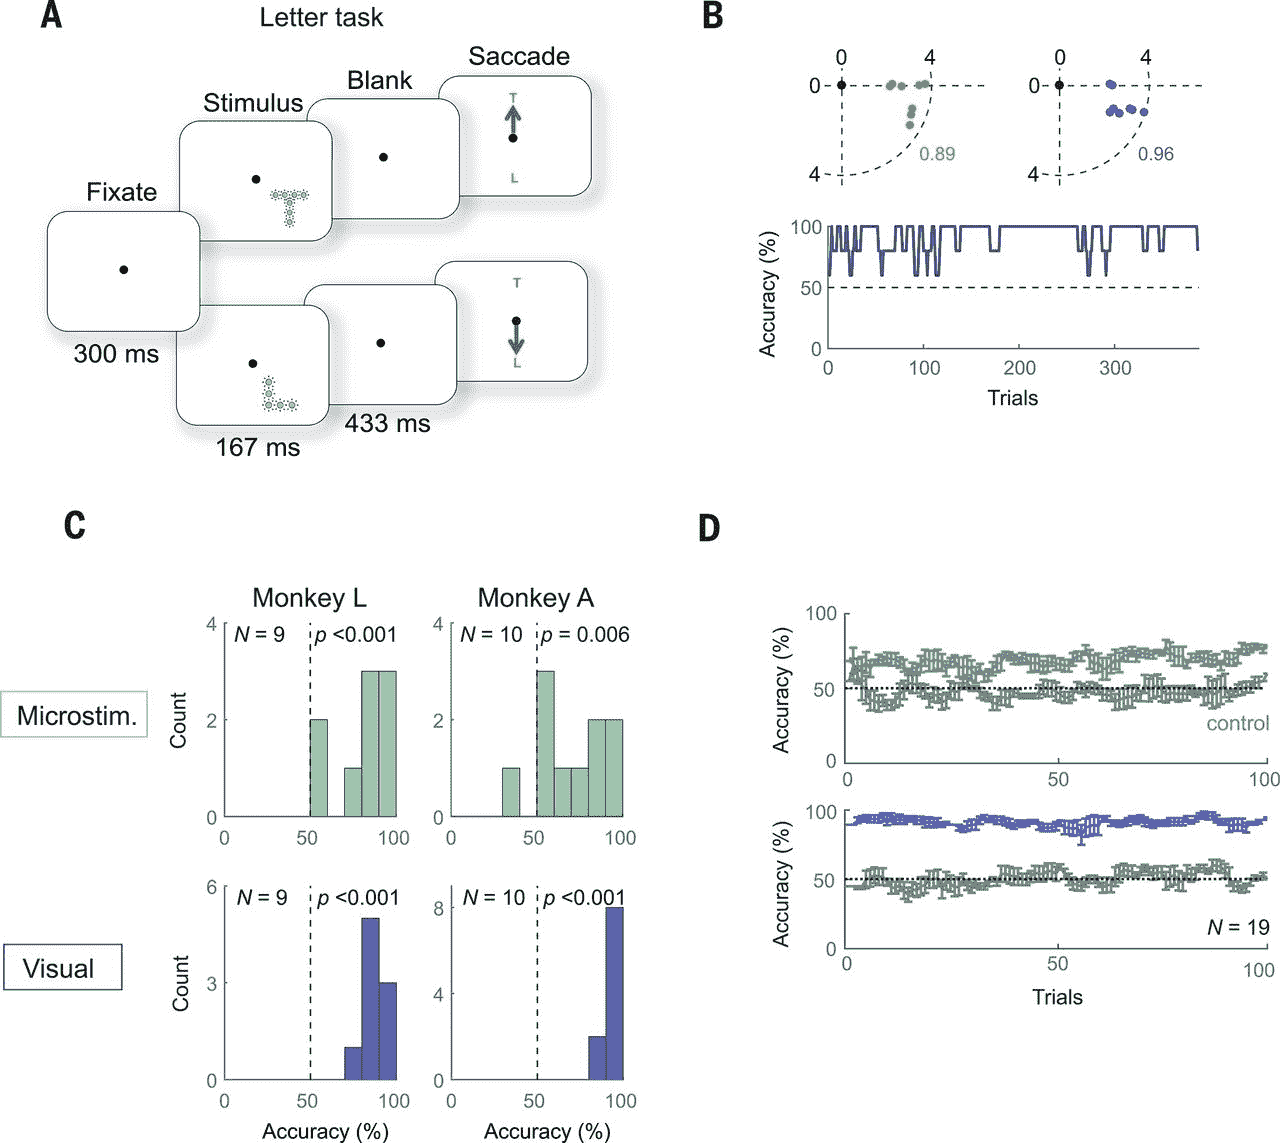 A
Letter task
Fixate
Stimulus
Blank
Saccade
T
L
T
L
300 ms
167 ms
433 ms
B
0 4
0
4
0.89
0 4
0
4
0.96
Accuracy (%)
100
50
0
0 100 200 300
Trials
C
Microstim.
Visual
Monkey L
Monkey A
Count
4
2
0
N = 9
p <0.001
0 50 100
4
2
0
N = 10
p = 0.006
0 50 100
Count
6
3
0
N = 9
p <0.001
0 50 100
Accuracy (%)
8
4
0
N = 10
p <0.001
0 50 100
Accuracy (%)
D
Accuracy (%)
100
50
0
control
0 50 100
Accuracy (%)
100
50
0
N = 19
0 50 100
Trials